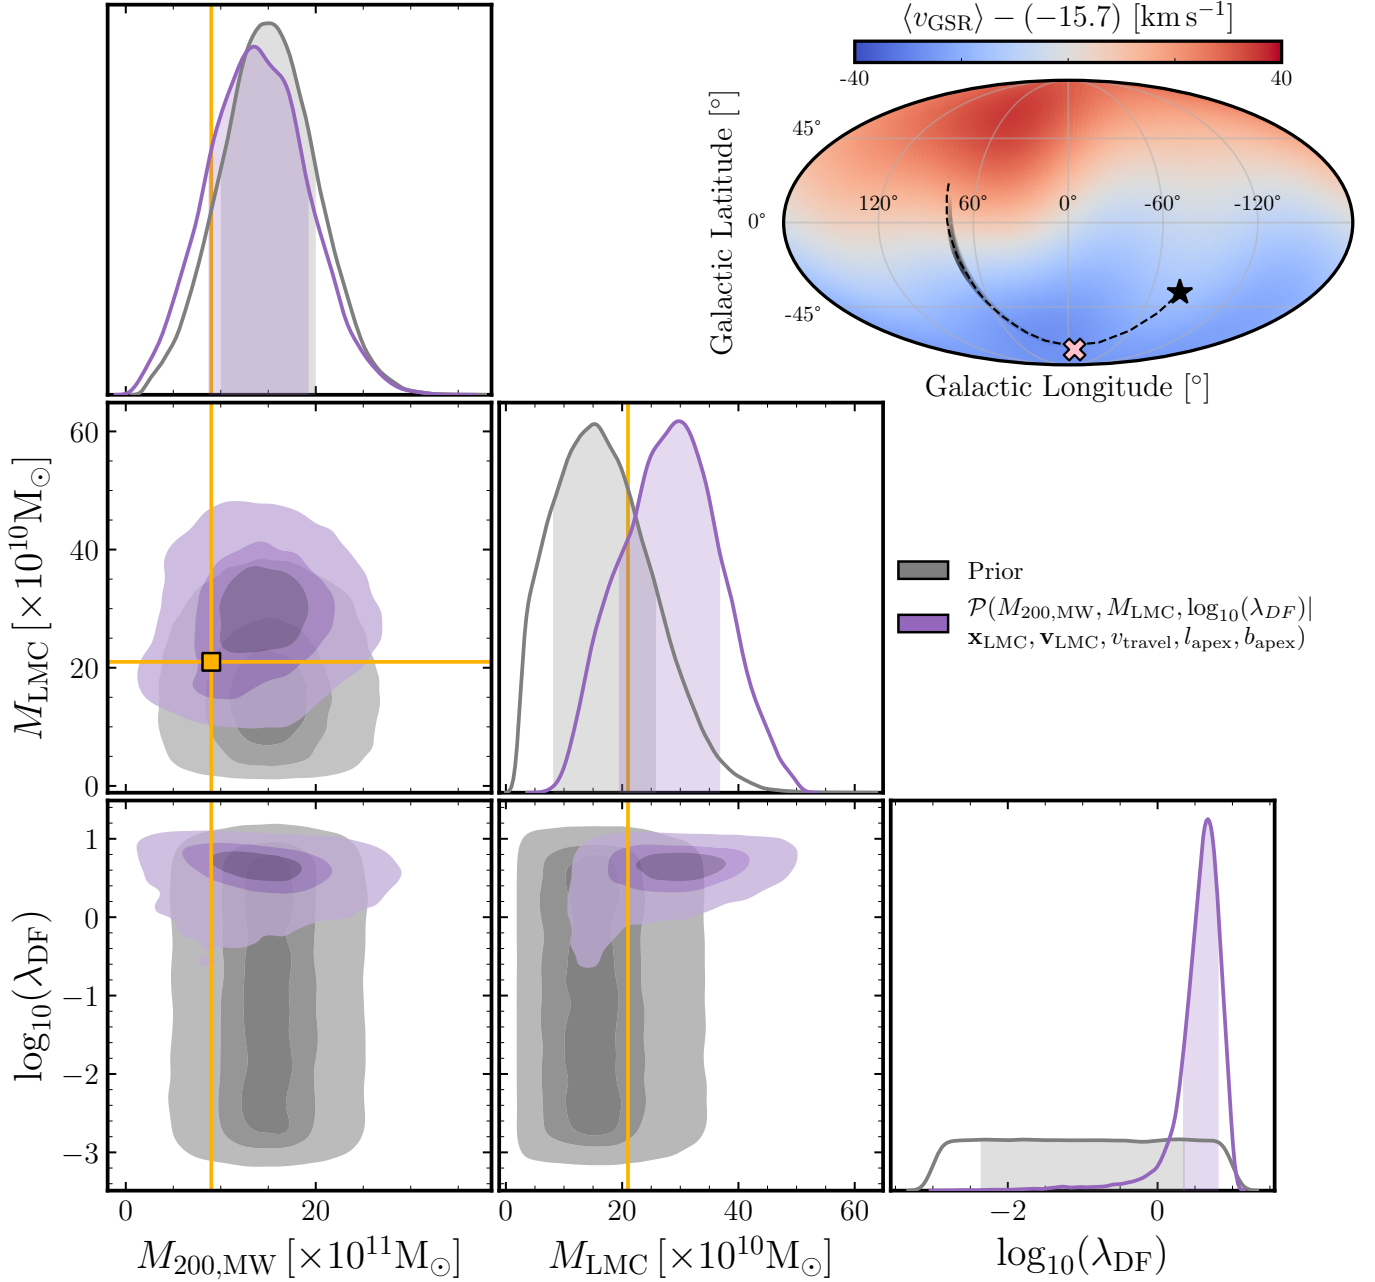 ⟨v_GSR⟩ − (−15.7) [km s⁻¹]
-40 40
Galactic Latitude [°]
45°
0°
-45°
120° 60° 0° -60° -120°
Galactic Longitude [°]
M_LMC [×10¹⁰M⊙]
60
40
20
0
Prior
𝒫(M_200,MW, M_LMC, log₁₀(λ_DF)|
x_LMC, v_LMC, v_travel, l_apex, b_apex)
log₁₀(λ_DF)
1
0
−1
−2
−3
0 20
0 20 40 60
−2 0
M_200,MW [×10¹¹M⊙]
M_LMC [×10¹⁰M⊙]
log₁₀(λ_DF)